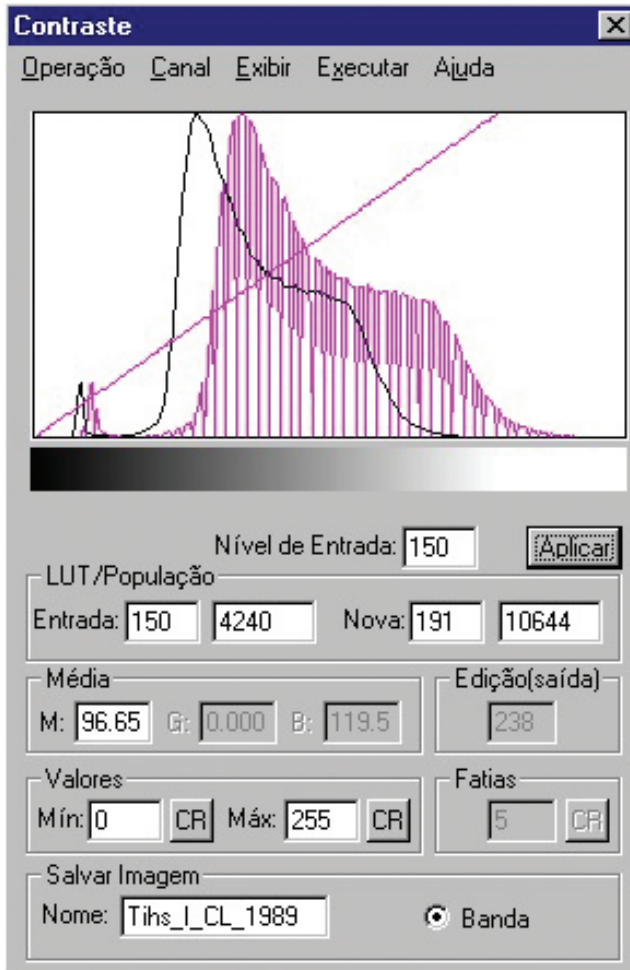 Contraste
Operação Canal Exibir Executar Ajuda
Nível de Entrada: 150 Aplicar
LUT/População
Entrada: 150 4240 Nova: 191 10644
Média Edição(saída)
M: 96.65 G: 0.000 B: 119.5 238
Valores Fatias
Mín: 0 CR Máx: 255 CR 5 CR
Salvar Imagem
Nome: Tihs_I_CL_1989 Banda